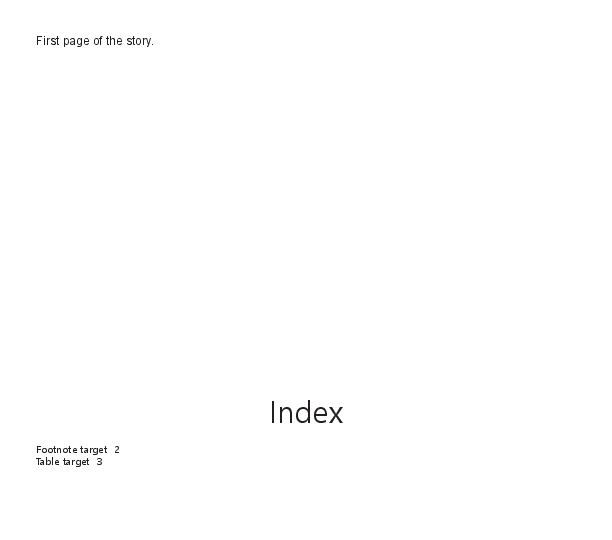 First page of the story.
Index
Footnote target 2
Table target 3